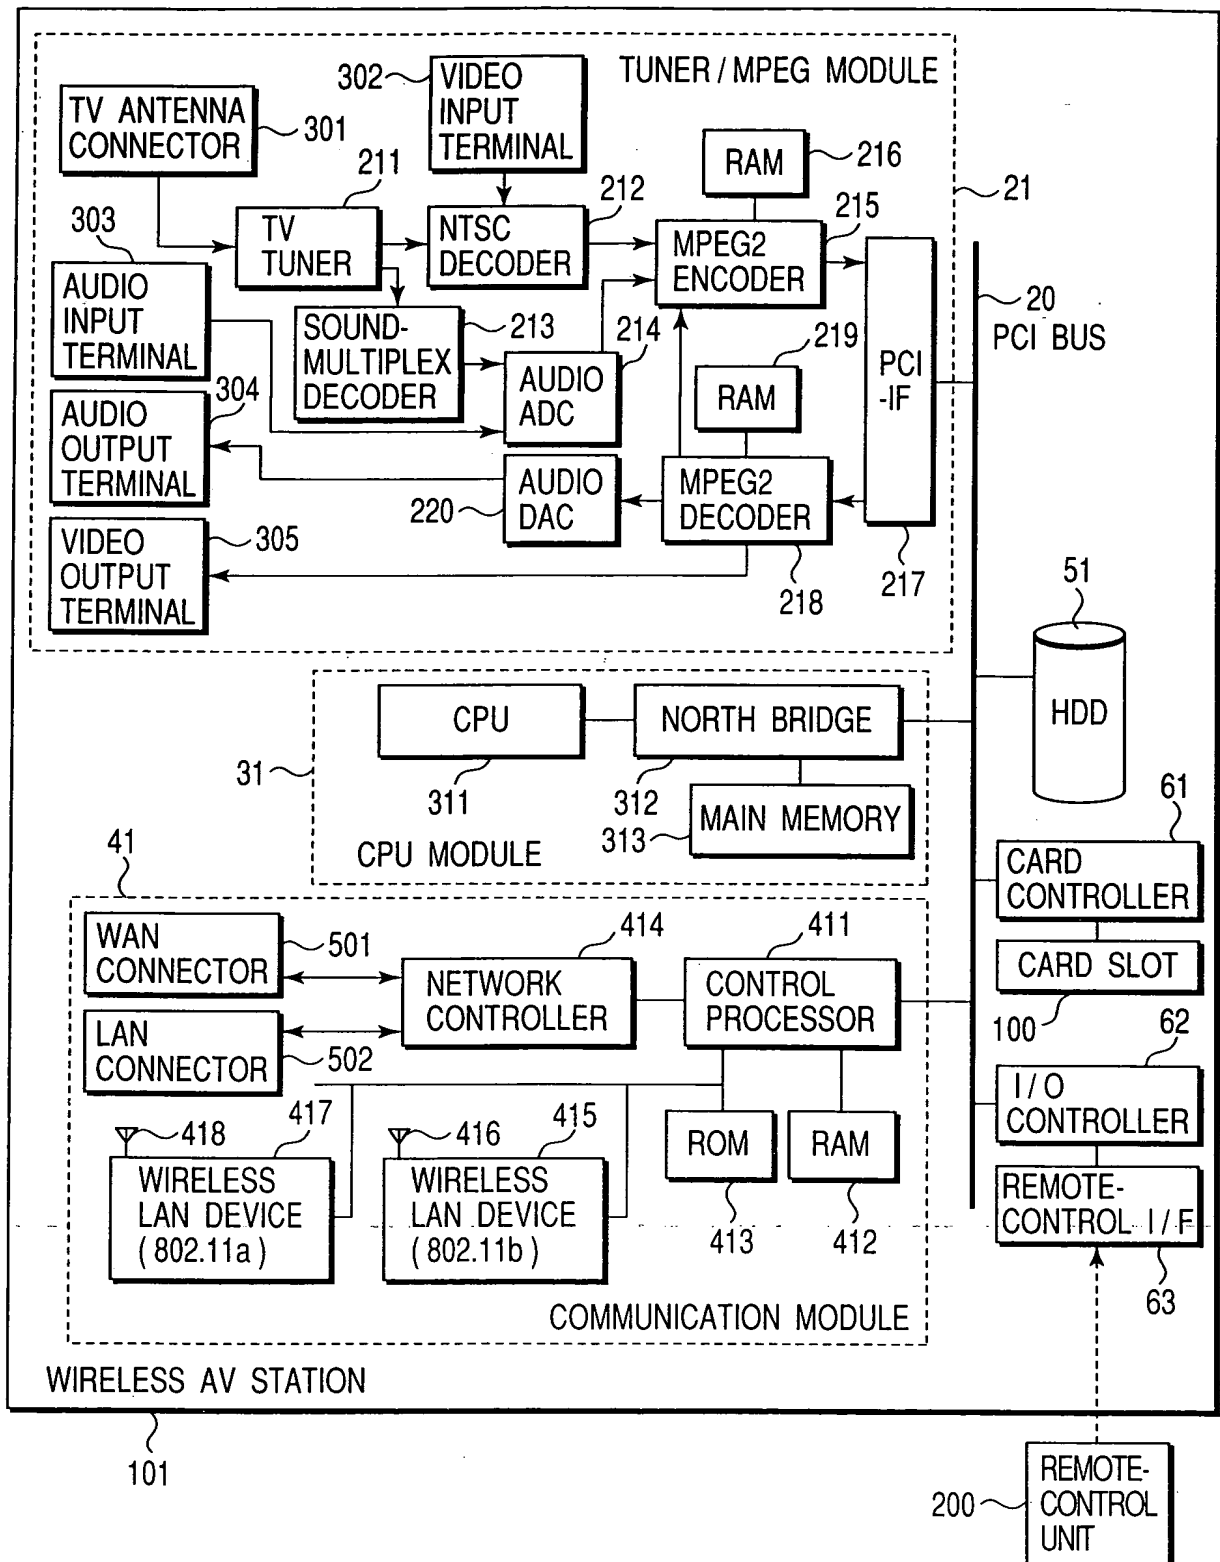 TUNER / MPEG MODULE
TV ANTENNA
CONNECTOR
301
302
VIDEO
INPUT
TERMINAL
RAM
216
211
TV
TUNER
NTSC
DECODER
212
MPEG2
ENCODER
215
21
303
AUDIO
INPUT
TERMINAL
SOUND-
MULTIPLEX
DECODER
213
AUDIO
ADC
214
219
RAM
PCI
-IF
20
PCI BUS
304
AUDIO
OUTPUT
TERMINAL
AUDIO
DAC
220
MPEG2
DECODER
218
217
VIDEO
OUTPUT
TERMINAL
305
51
HDD
CPU
311
NORTH BRIDGE
312
31
MAIN MEMORY
313
CPU MODULE
61
CARD
CONTROLLER
CARD SLOT
100
41
WAN
CONNECTOR
501
414
NETWORK
CONTROLLER
411
CONTROL
PROCESSOR
LAN
CONNECTOR
502
62
I/O
CONTROLLER
418
417
WIRELESS
LAN DEVICE
(802.11a)
416
415
WIRELESS
LAN DEVICE
(802.11b)
ROM
413
RAM
412
REMOTE-
CONTROL I/F
63
COMMUNICATION MODULE
WIRELESS AV STATION
101
200
REMOTE-
CONTROL
UNIT